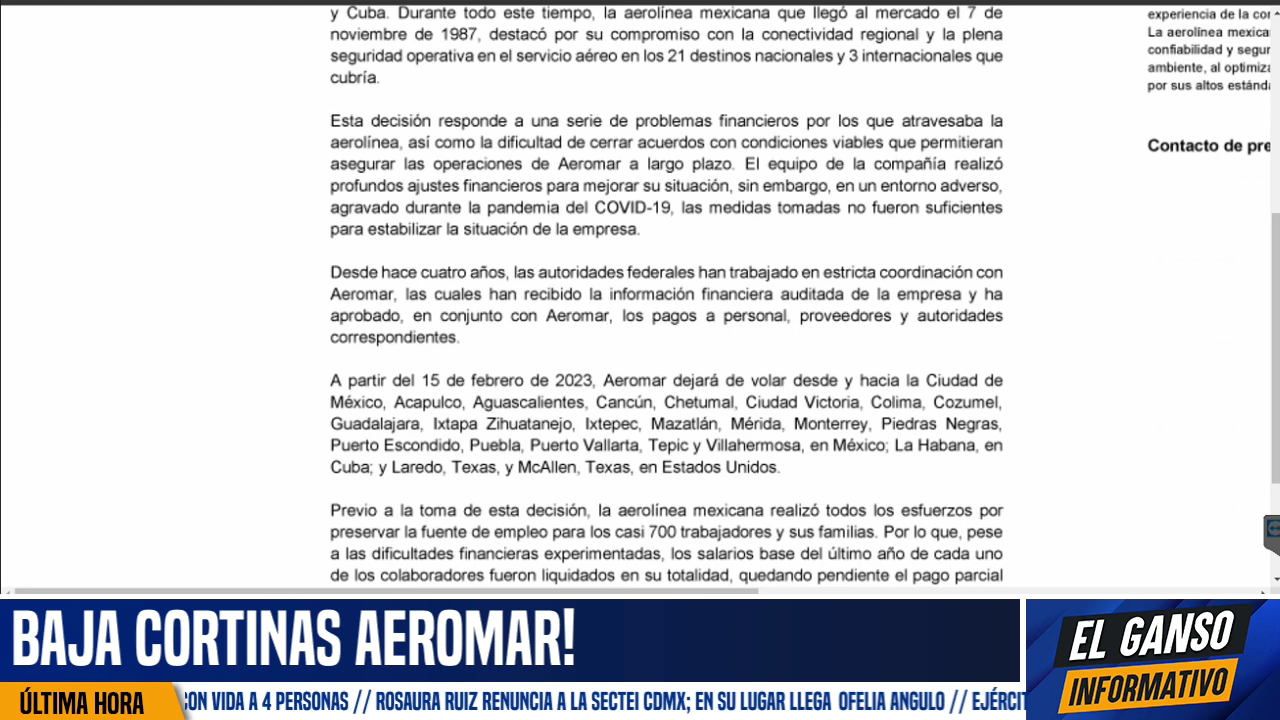 y Cuba. Durante todo este tiempo, la aerolínea mexicana que llegó al mercado el 7 de
noviembre de 1987, destacó por su compromiso con la conectividad regional y la plena
seguridad operativa en el servicio aéreo en los 21 destinos nacionales y 3 internacionales que
cubría.
Esta decisión responde a una serie de problemas financieros por los que atravesaba la
aerolínea, así como la dificultad de cerrar acuerdos con condiciones viables que permitieran
asegurar las operaciones de Aeromar a largo plazo. El equipo de la compañía realizó
profundos ajustes financieros para mejorar su situación, sin embargo, en un entorno adverso,
agravado durante la pandemia del COVID-19, las medidas tomadas no fueron suficientes
para estabilizar la situación de la empresa.
Desde hace cuatro años, las autoridades federales han trabajado en estricta coordinación con
Aeromar, las cuales han recibido la información financiera auditada de la empresa y ha
aprobado, en conjunto con Aeromar, los pagos a personal, proveedores y autoridades
correspondientes.
A partir del 15 de febrero de 2023, Aeromar dejará de volar desde y hacia la Ciudad de
México, Acapulco, Aguascalientes, Cancún, Chetumal, Ciudad Victoria, Colima, Cozumel,
Guadalajara, Ixtapa Zihuatanejo, Ixtepec, Mazatlán, Mérida, Monterrey, Piedras Negras,
Puerto Escondido, Puebla, Puerto Vallarta, Tepic y Villahermosa, en México; La Habana, en
Cuba; y Laredo, Texas, y McAllen, Texas, en Estados Unidos.
Previo a la toma de esta decisión, la aerolínea mexicana realizó todos los esfuerzos por
preservar la fuente de empleo para los casi 700 trabajadores y sus familias. Por lo que, pese
a las dificultades financieras experimentadas, los salarios base del último año de cada uno
de los colaboradores fueron liquidados en su totalidad, quedando pendiente el pago parcial
experiencia de la cor
La aerolínea mexica
confiabilidad y segur
ambiente, al optimiza
por sus altos estánda
Contacto de pre
BAJA CORTINAS AEROMAR!
EL GANSO
INFORMATIVO
ÚLTIMA HORA
CON VIDA A 4 PERSONAS // ROSAURA RUIZ RENUNCIA A LA SECTEI CDMX; EN SU LUGAR LLEGA OFELIA ANGULO // EJÉRCIT